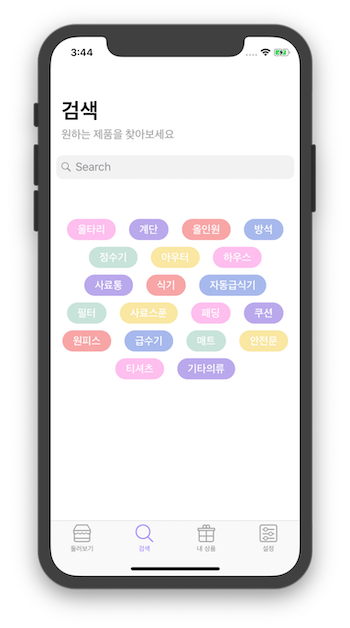 3:44
검색
원하는 제품을 찾아보세요
Search
울타리 계단 올인원 방석
정수기 아우터 하우스
사료통 식기 자동급식기
필터 사료스푼 패딩 쿠션
원피스 급수기 매트 안전문
티셔츠 기타의류
둘러보기 검색 내 상품 설정